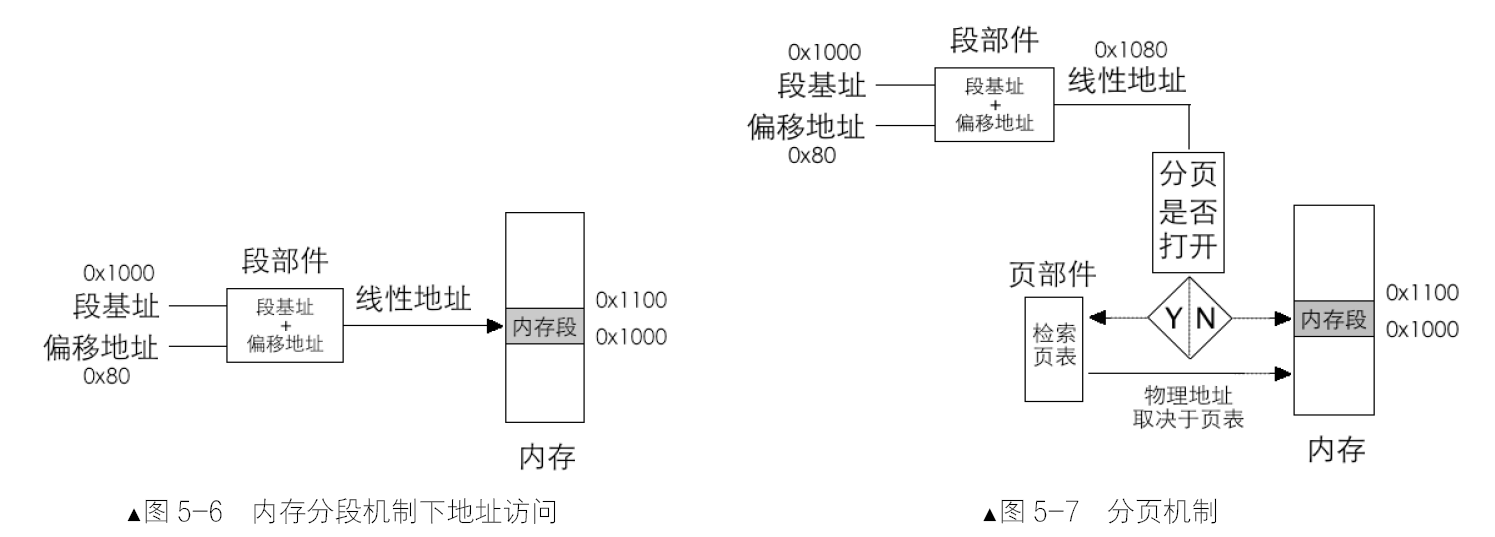 0x1000
段基址
偏移地址
0x80
段部件
段基址
+
偏移地址
线性地址
内存段
0x1100
0x1000
内存
▲图 5-6 内存分段机制下地址访问
0x1000
段基址
偏移地址
0x80
段部件
段基址
+
偏移地址
0x1080
线性地址
分页
是否
打开
Y N
页部件
检索
页表
物理地址
取决于页表
内存段
0x1100
0x1000
内存
▲图 5-7 分页机制